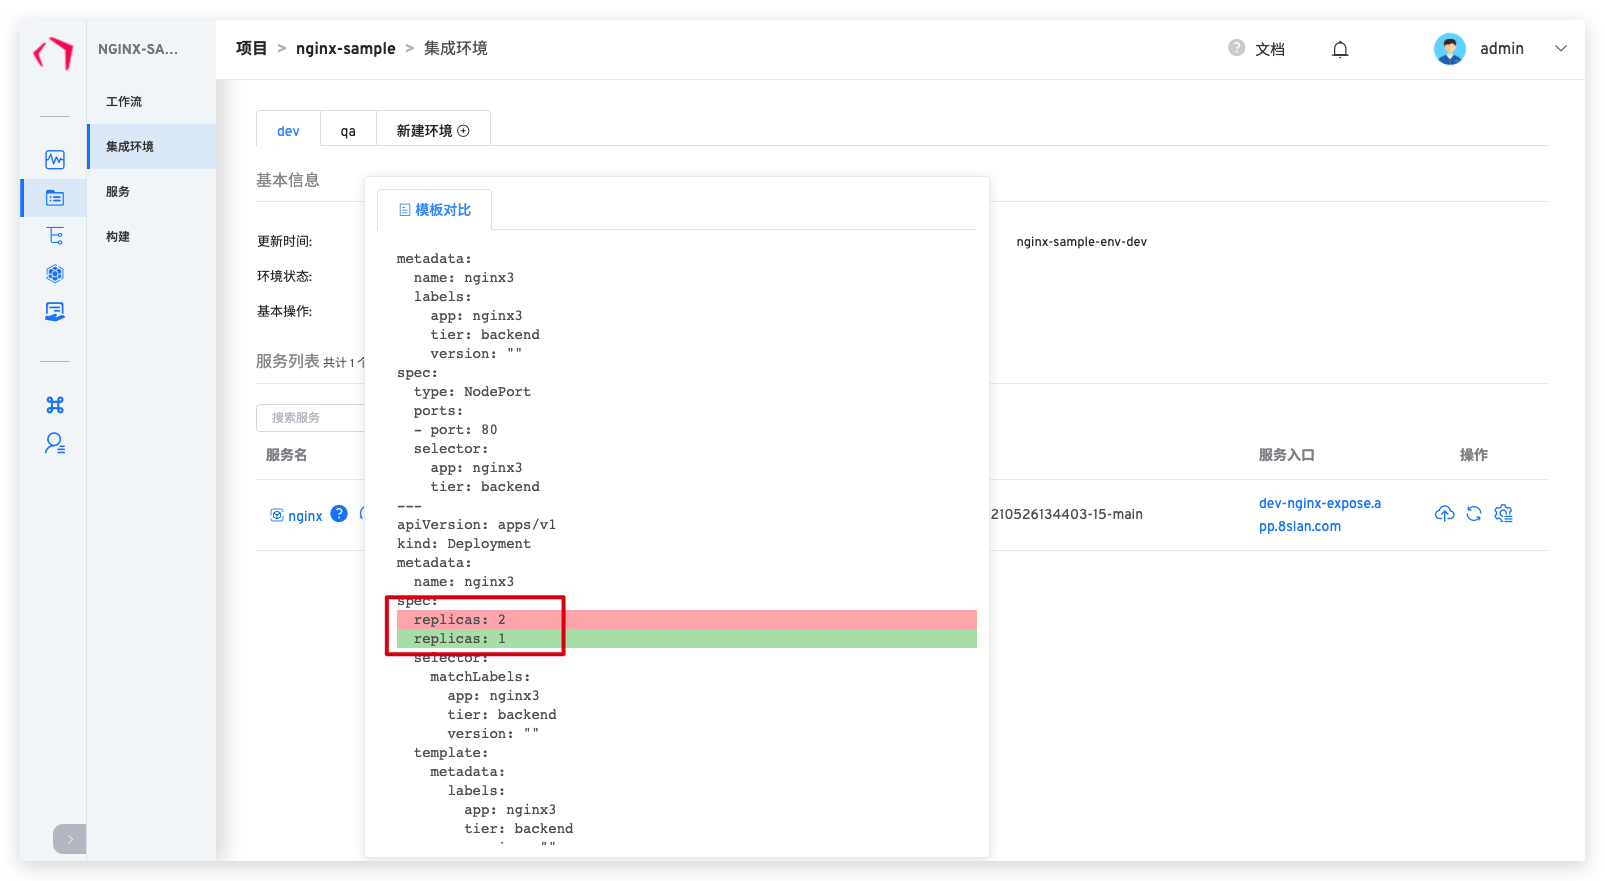 NGINX-SA...
项目 > nginx-sample > 集成环境
文档
admin
工作流
集成环境
服务
构建
dev
qa
新建环境
基本信息
更新时间:
环境状态:
基本操作:
nginx-sample-env-dev
服务列表 共计 1 个
搜索服务
服务名
服务入口
操作
nginx
210526134403-15-main
dev-nginx-expose.a
pp.8slan.com
模板对比
metadata:
  name: nginx3
  labels:
    app: nginx3
    tier: backend
    version: ""
spec:
  type: NodePort
  ports:
  - port: 80
  selector:
    app: nginx3
    tier: backend
---
apiVersion: apps/v1
kind: Deployment
metadata:
  name: nginx3
spec:
  replicas: 2
  replicas: 1
  selector:
    matchLabels:
      app: nginx3
      tier: backend
      version: ""
  template:
    metadata:
      labels:
        app: nginx3
        tier: backend